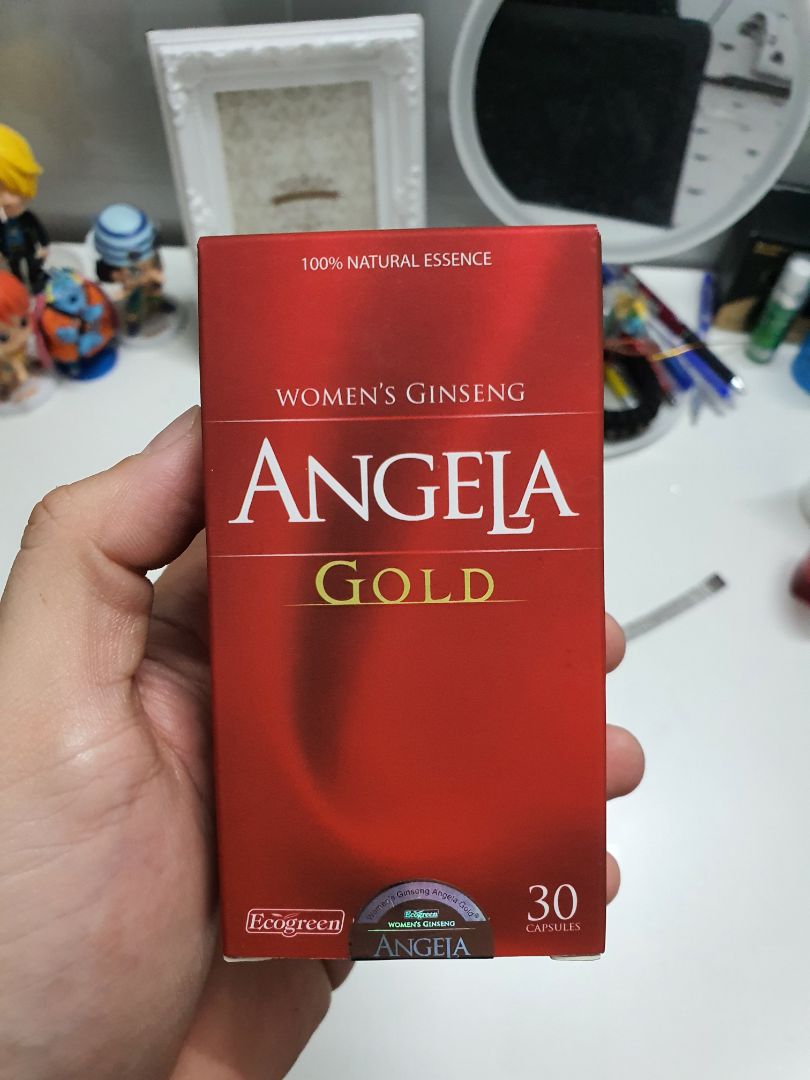 100% NATURAL ESSENCE
WOMEN'S GINSENG
ANGELA
GOLD
Ecogreen
Women's Ginseng Angela Gold®
Ecogreen
WOMEN'S GINSENG
ANGELA
30
CAPSULES